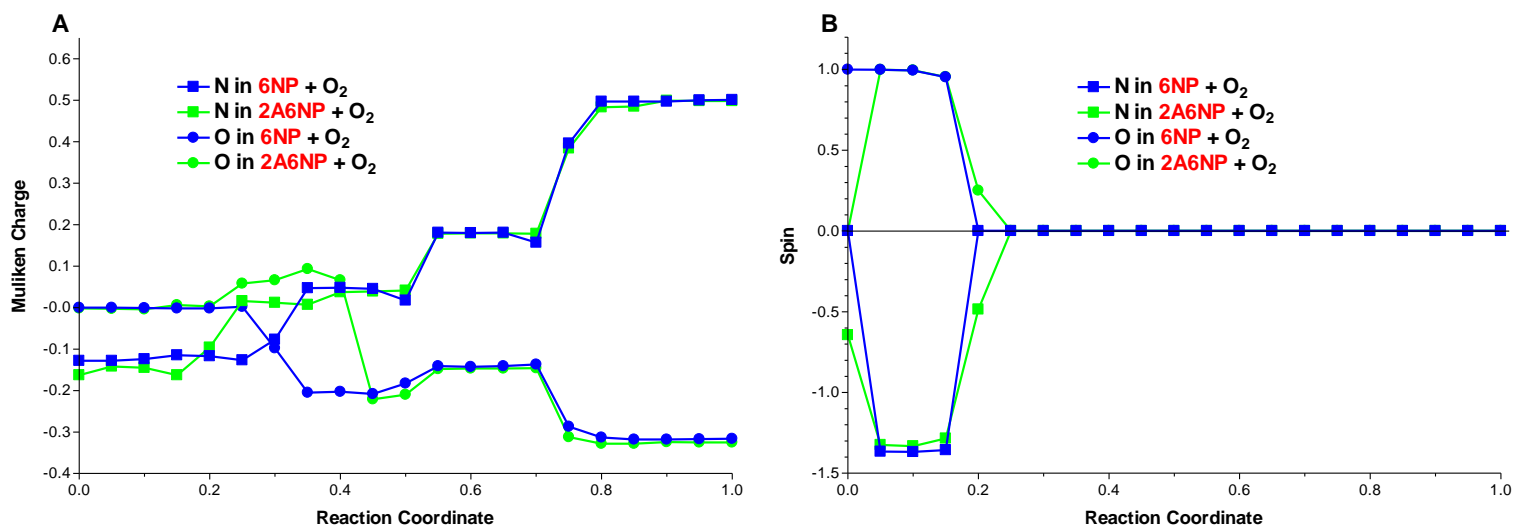 A
0.6
0.5
0.4
0.3
0.2
0.1
-0.0
-0.1
-0.2
-0.3
-0.4
Muliken Charge
N in 6NP + O₂
N in 2A6NP + O₂
O in 6NP + O₂
O in 2A6NP + O₂
0.0 0.2 0.4 0.6 0.8 1.0
Reaction Coordinate
B
1.0
0.5
0.0
-0.5
-1.0
-1.5
Spin
N in 6NP + O₂
N in 2A6NP + O₂
O in 6NP + O₂
O in 2A6NP + O₂
0.0 0.2 0.4 0.6 0.8 1.0
Reaction Coordinate